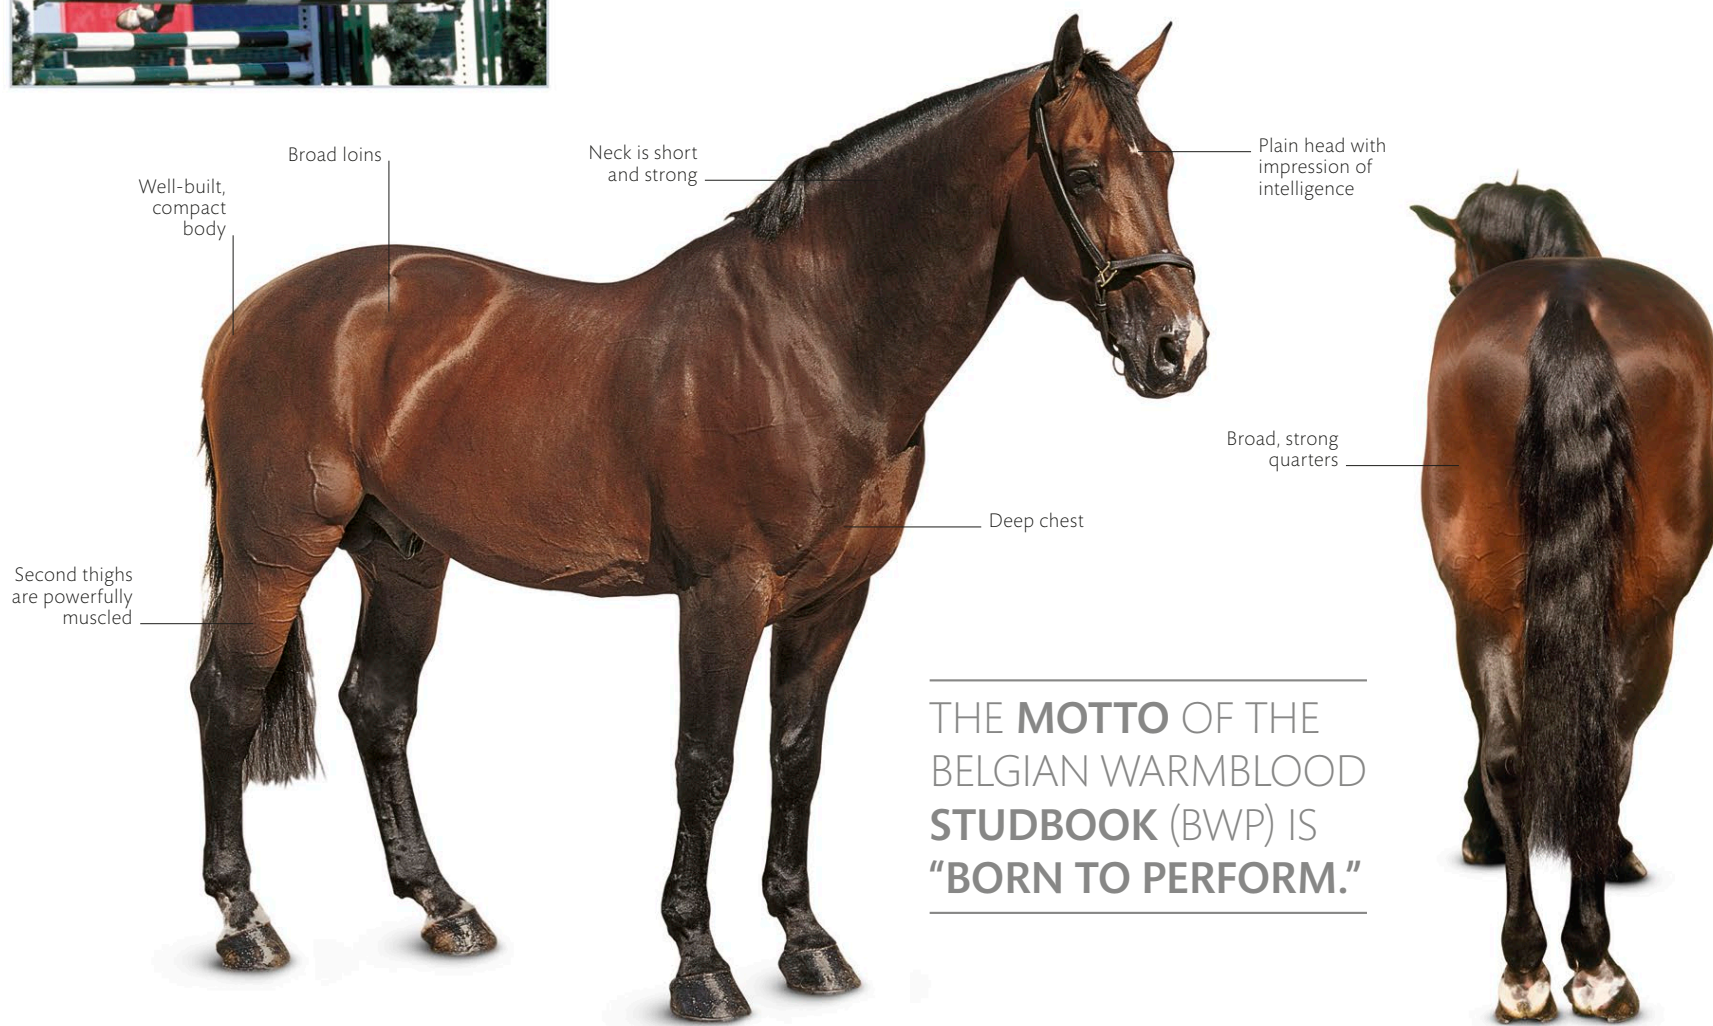 Broad loins
Well-built,
compact
body
Neck is short
and strong
Plain head with
impression of
intelligence
Broad, strong
quarters
Deep chest
Second thighs
are powerfully
muscled
THE MOTTO OF THE
BELGIAN WARMBLOOD
STUDBOOK (BWP) IS
“BORN TO PERFORM.”